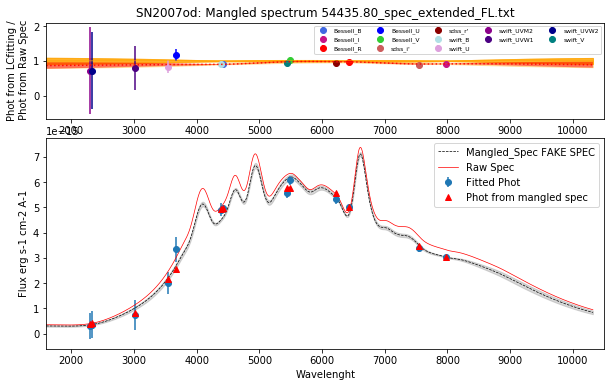 SN2007od: Mangled spectrum 54435.80_spec_extended_FL.txt
Phot from LCfitting /
Phot from Raw Spec
2
1
0
Bessell_B
Bessell_I
Bessell_R
Bessell_U
Bessell_V
sdss_i'
sdss_r'
swift_B
swift_U
swift_UVM2
swift_UVW1
swift_UVW2
swift_V
2000 3000 4000 5000 6000 7000 8000 9000 10000
1e−15
Flux erg s-1 cm-2 A-1
7
6
5
4
3
2
1
0
Mangled_Spec FAKE SPEC
Raw Spec
Fitted Phot
Phot from mangled spec
2000 3000 4000 5000 6000 7000 8000 9000 10000
Wavelenght